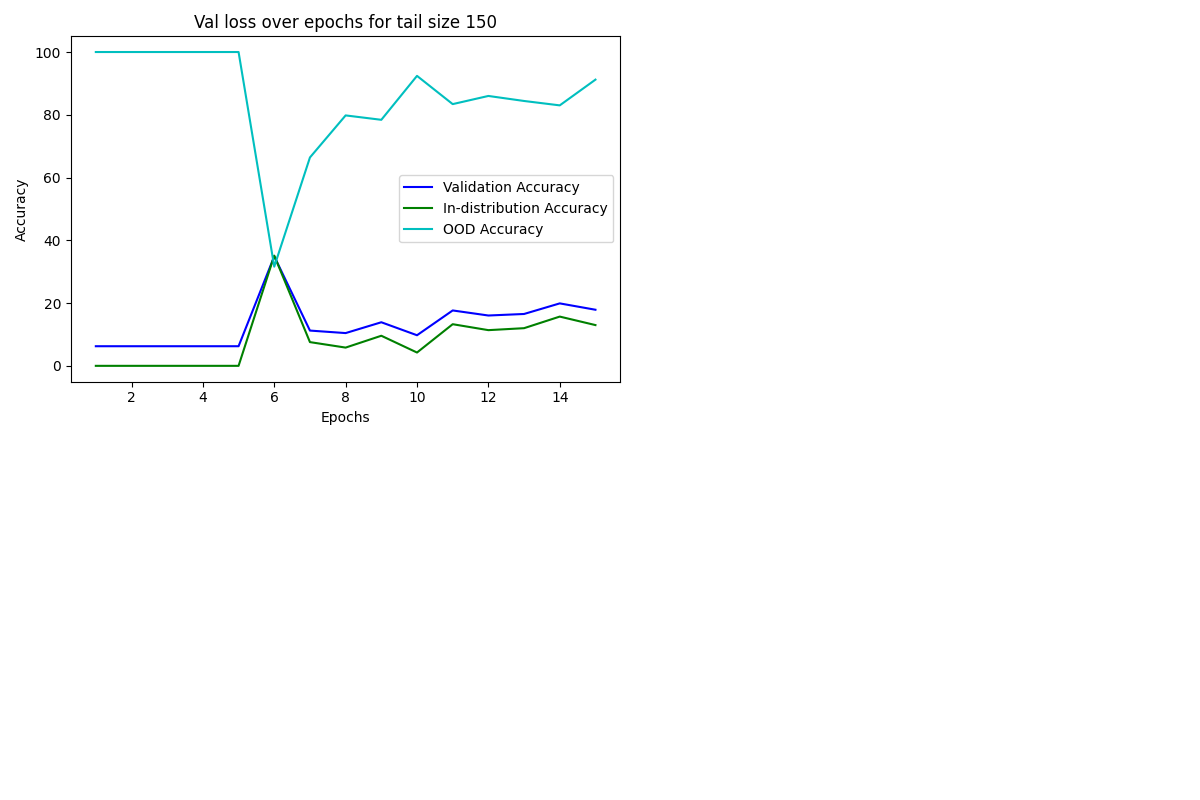 Val loss over epochs for tail size 150
100
80
60
40
20
0
Accuracy
Validation Accuracy
In-distribution Accuracy
OOD Accuracy
2 4 6 8 10 12 14
Epochs